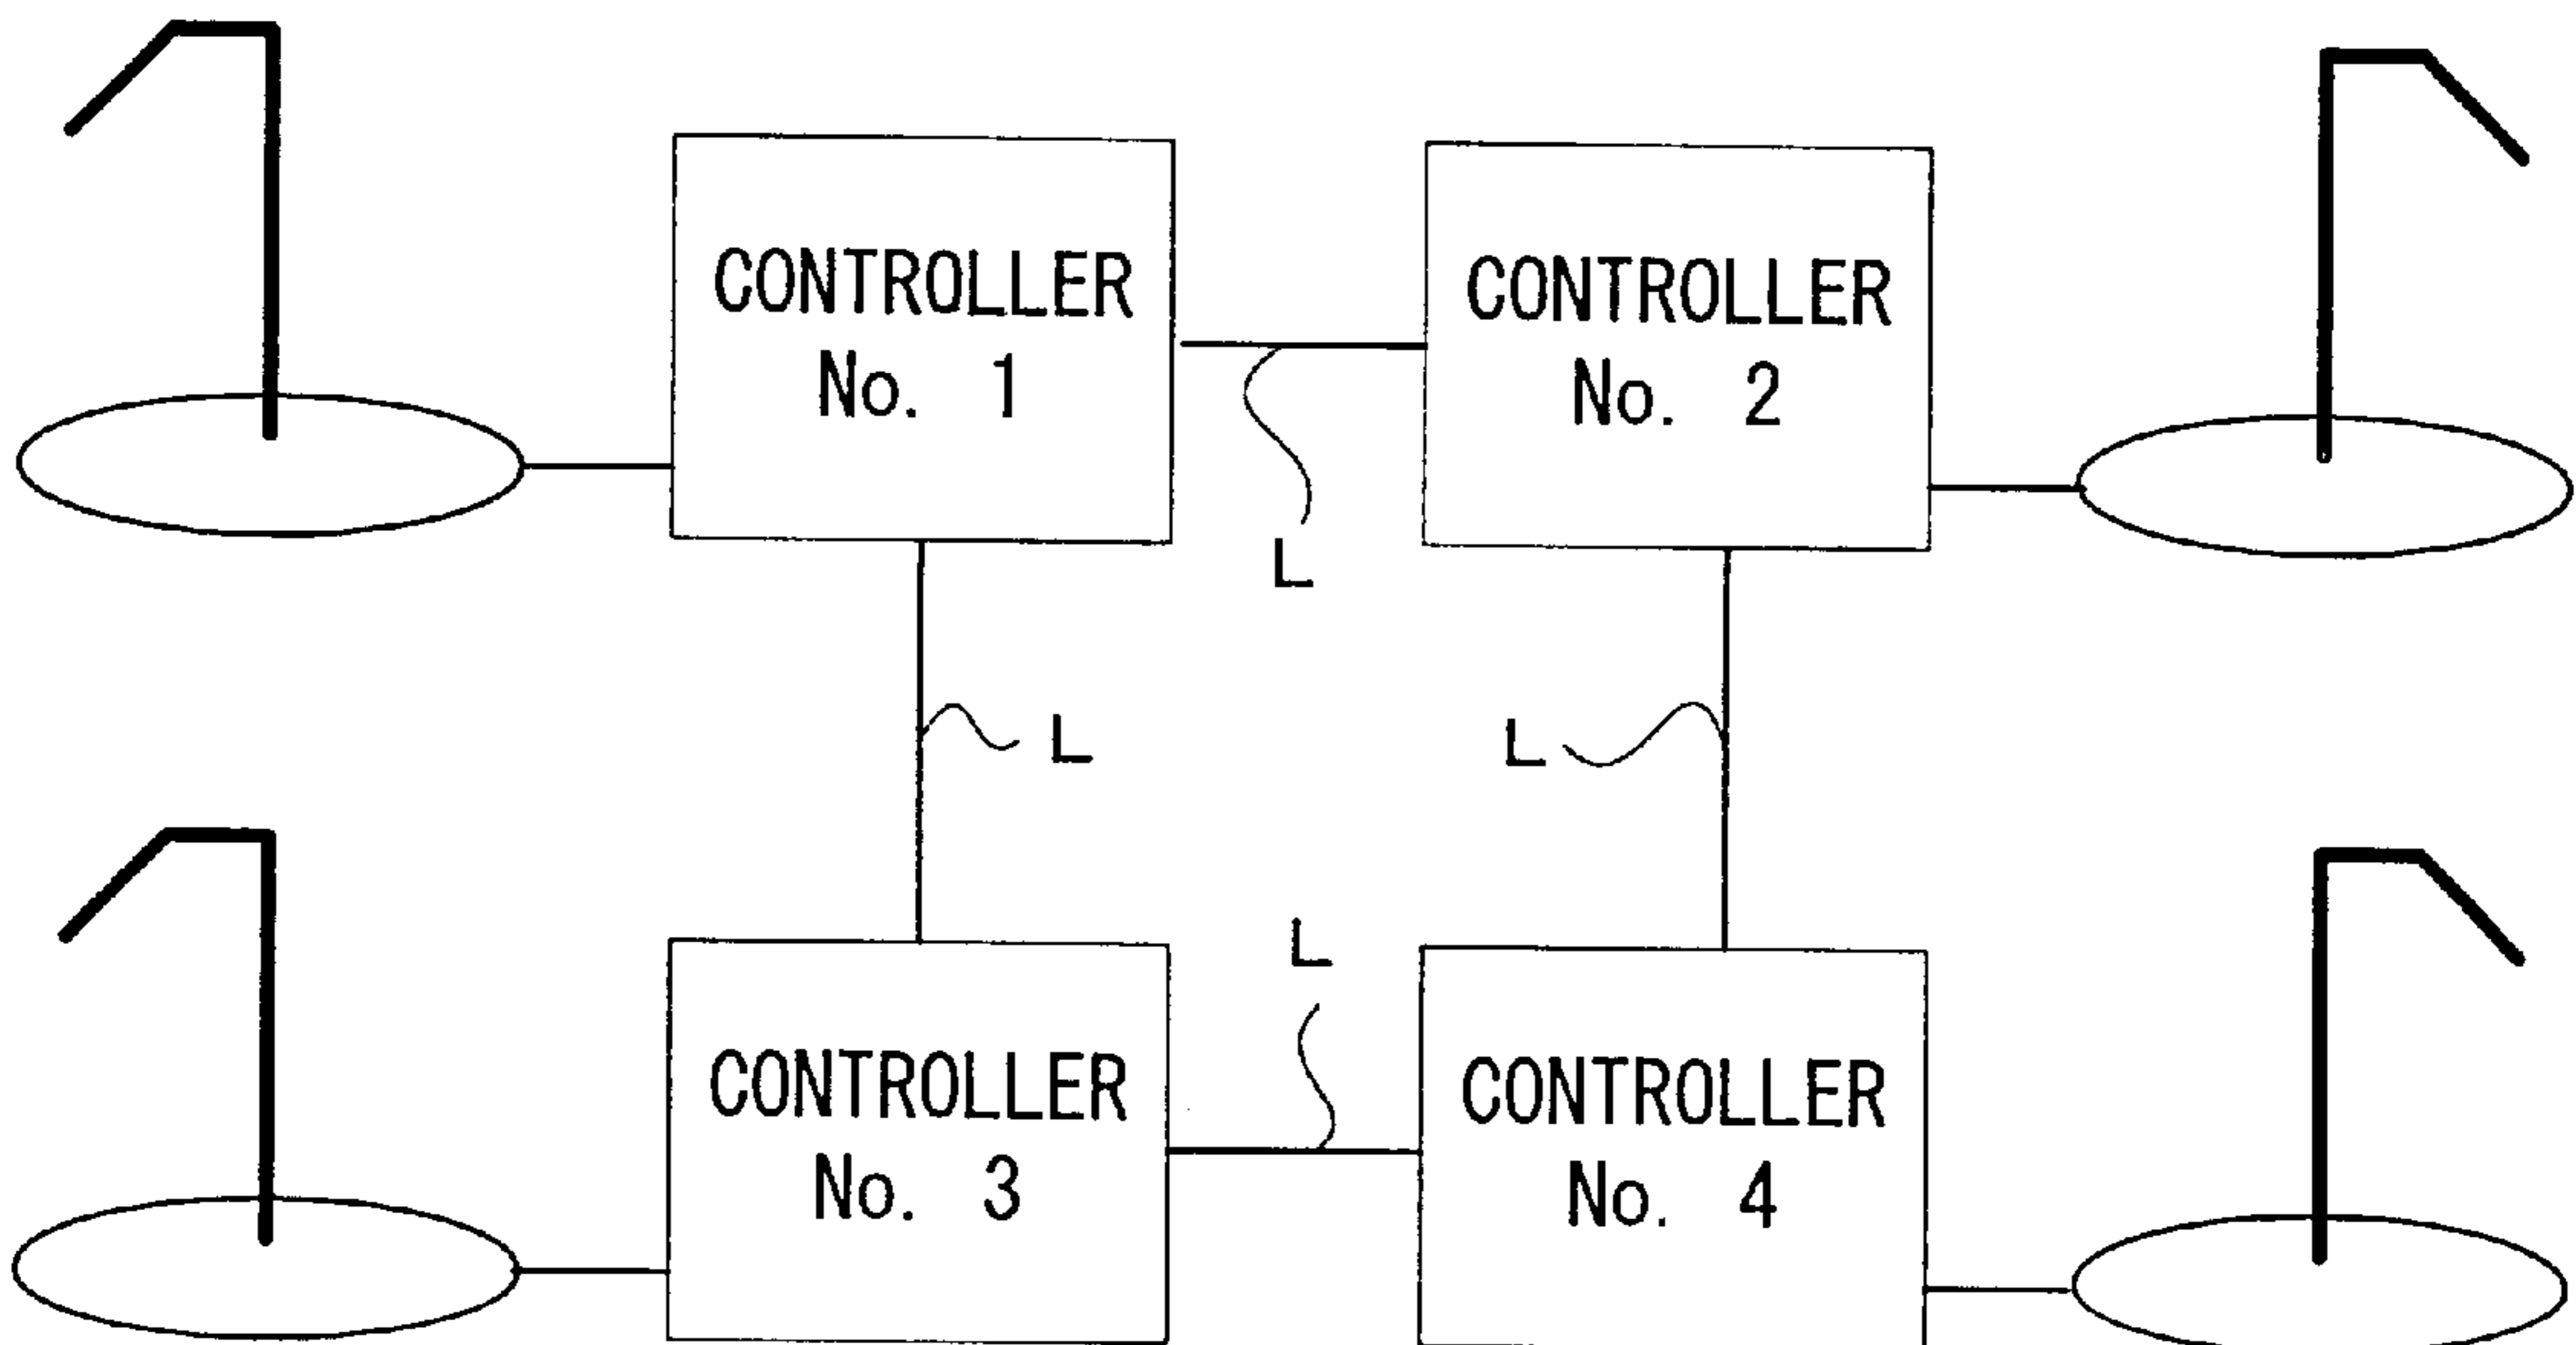 CONTROLLER
No. 1
CONTROLLER
No. 2
L
L
L
L
CONTROLLER
No. 3
CONTROLLER
No. 4